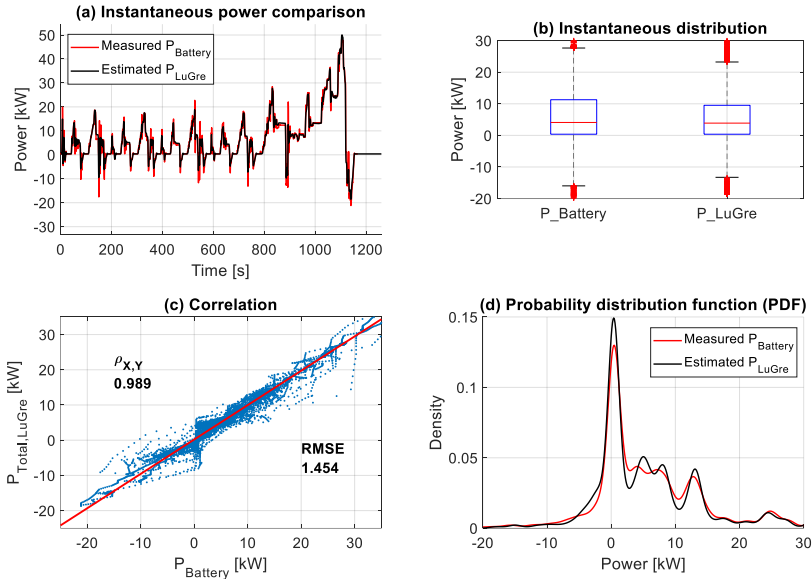 (a) Instantaneous power comparison
50
40
30
20
10
0
-10
-20
-30
Power [kW]
Measured P_Battery
Estimated P_LuGre
0 200 400 600 800 1000 1200
Time [s]
(b) Instantaneous distribution
30
20
10
0
-10
-20
Power [kW]
P_Battery P_LuGre
(c) Correlation
30
20
10
0
-10
-20
P_Total,LuGre [kW]
ρ_X,Y
0.989
RMSE
1.454
-20 -10 0 10 20 30
P_Battery [kW]
(d) Probability distribution function (PDF)
0.15
0.1
0.05
0
Density
Measured P_Battery
Estimated P_LuGre
-20 -10 0 10 20 30
Power [kW]